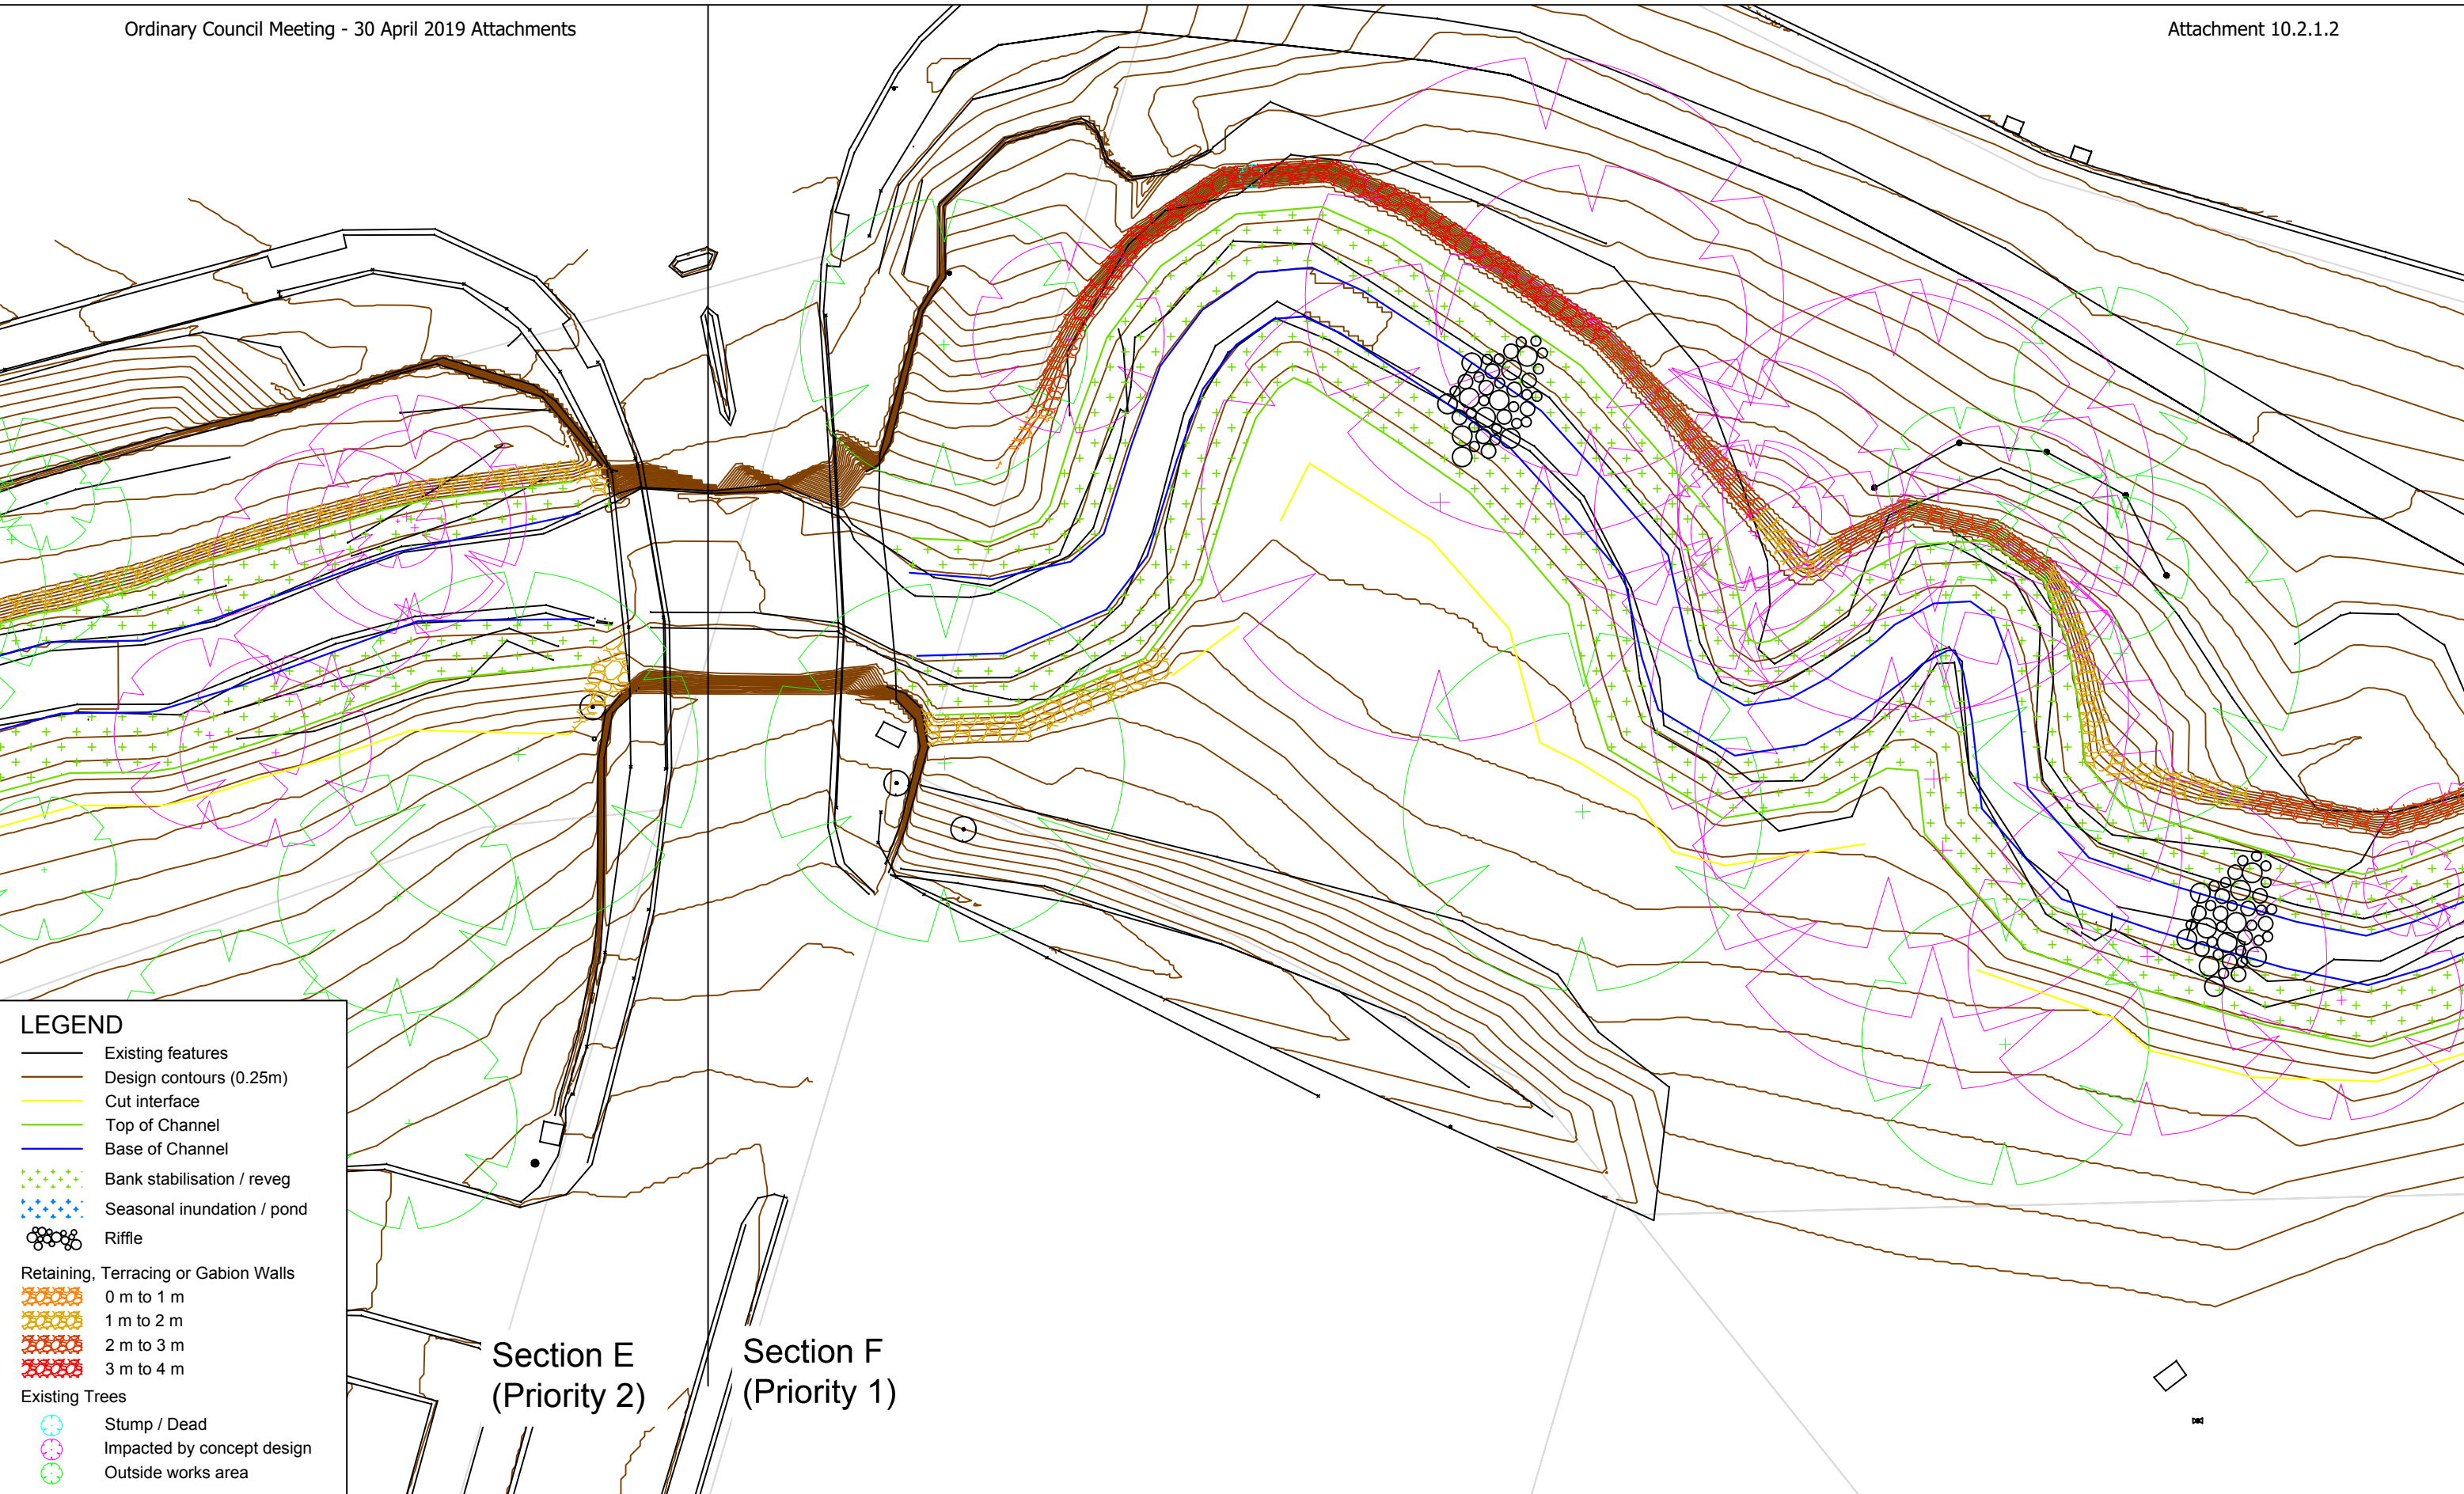 Ordinary Council Meeting - 30 April 2019 Attachments
Attachment 10.2.1.2
LEGEND
Existing features
Design contours (0.25m)
Cut interface
Top of Channel
Base of Channel
Bank stabilisation / reveg
Seasonal inundation / pond
Riffle
Retaining, Terracing or Gabion Walls
0 m to 1 m
1 m to 2 m
2 m to 3 m
3 m to 4 m
Existing Trees
Stump / Dead
Impacted by concept design
Outside works area
Section E
(Priority 2)
Section F
(Priority 1)